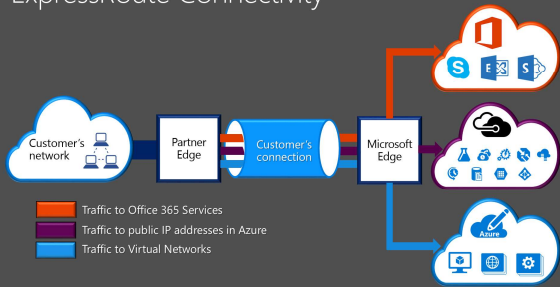 ExpressRoute Connectivity
Customer's
network
Partner
Edge
Customer's
connection
Microsoft
Edge
S
E
S
Azure
Traffic to Office 365 Services
Traffic to public IP addresses in Azure
Traffic to Virtual Networks